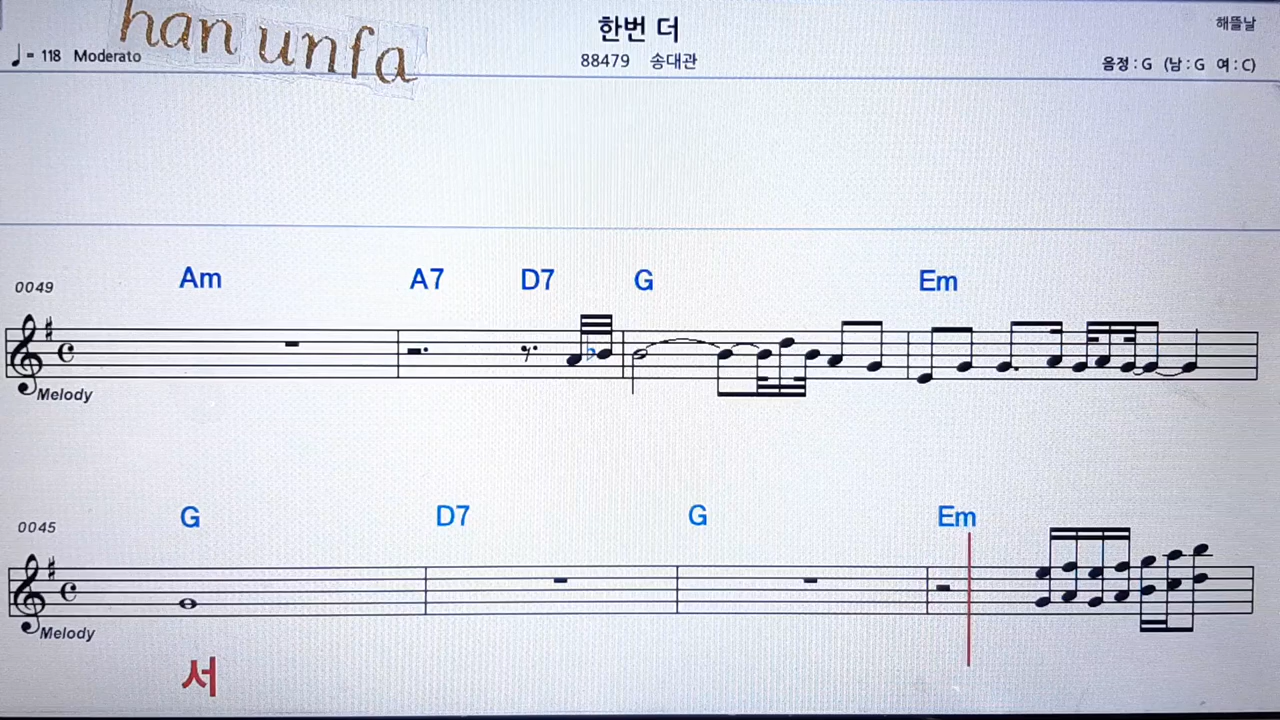 han unfa
한번 더
해뜰날
♩= 118 Moderato
88479 송대관
음정 : G (남 : G 여 : C)
0049
Am A7 D7 G Em
Melody
0045
G D7 G Em
Melody
서